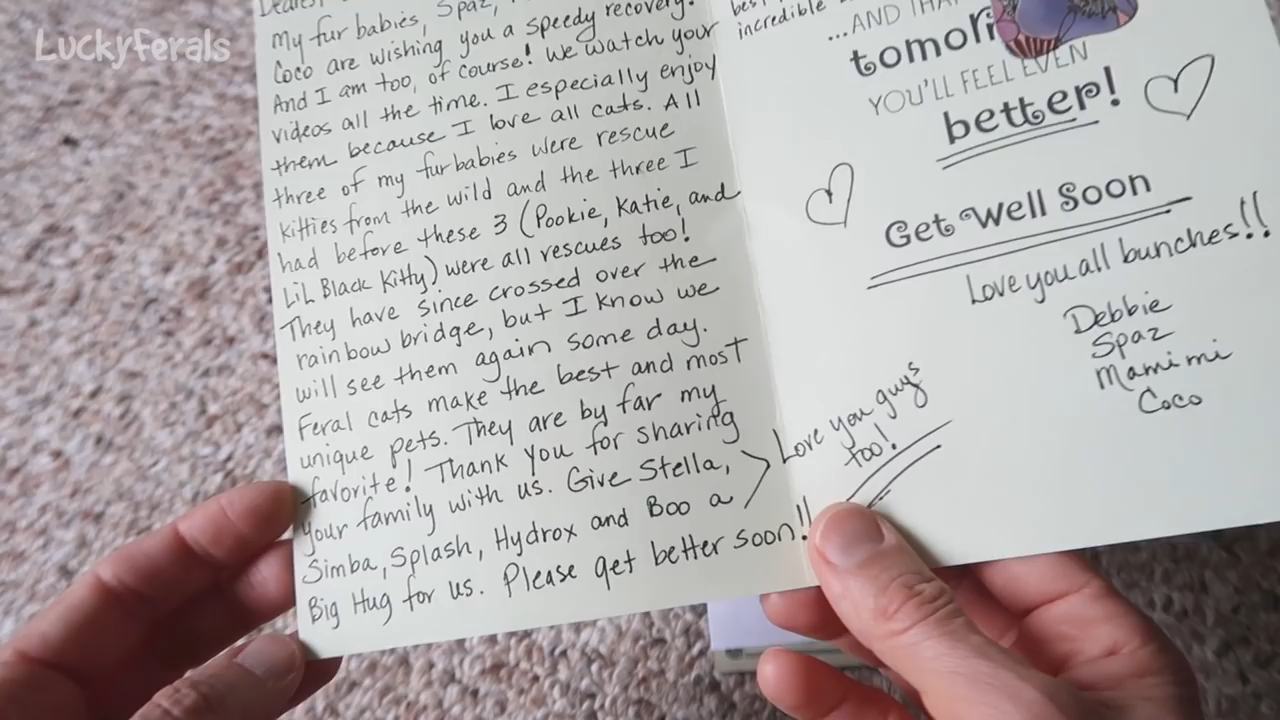 LuckyFerals
Dearest
My fur babies, Spaz,
Coco are wishing you a speedy recovery!
And I am too, of course! We watch your
videos all the time. I especially enjoy
them because I love all cats. All
three of my furbabies were rescue
kitties from the wild and the three I
had before these 3 (Pookie, Katie, and
LiL Black Kitty) were all rescues too!
They have since crossed over the
rainbow bridge, but I know we
will see them again some day.
Feral cats make the best and most
unique pets. They are by far my
favorite! Thank you for sharing
your family with us. Give Stella,
Simba, Splash, Hydrox and Boo a
Big Hug for us. Please get better soon!!
Love you guys
too!
incredible
...AND THA
tomor
YOU'LL FEEL EVEN
better!
Get Well Soon
Love you all bunches!!
Debbie
Spaz
Mamimi
Coco